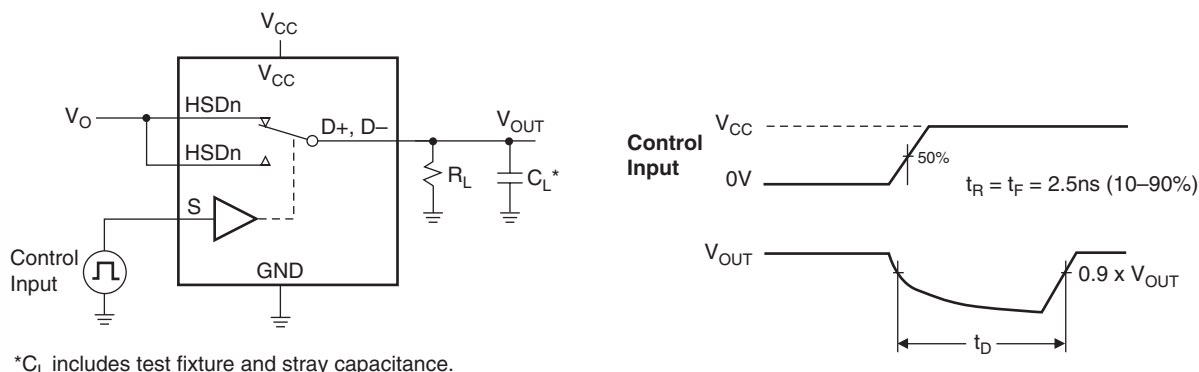 V_CC
V_CC
HSDn
V_O
D+, D–
V_OUT
HSDn
R_L
C_L*
S
Control
Input
GND
*C_L includes test fixture and stray capacitance.
Control
Input
V_CC
50%
0V
t_R = t_F = 2.5ns (10–90%)
V_OUT
0.9 x V_OUT
t_D